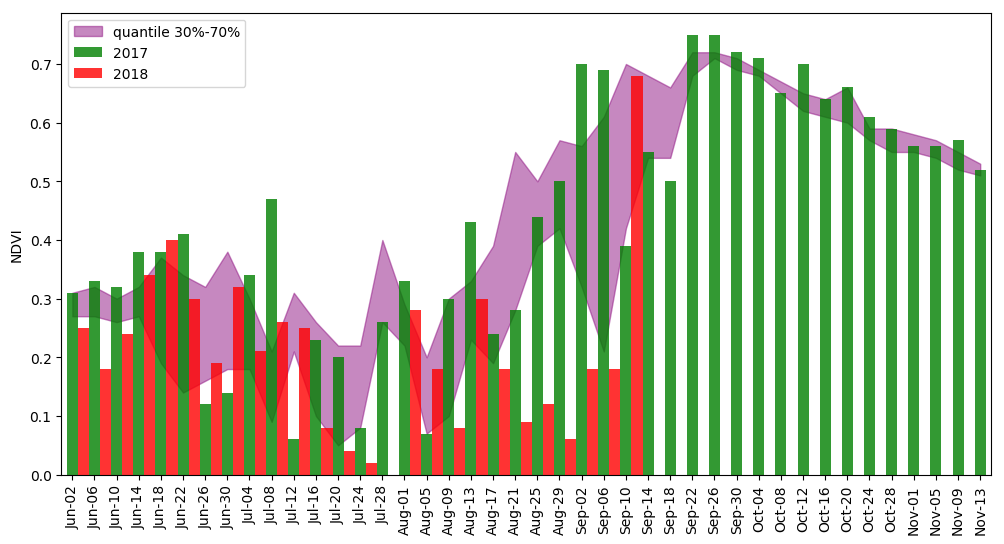 quantile 30%-70%
2017
2018
NDVI
0.7
0.6
0.5
0.4
0.3
0.2
0.1
0.0
Jun-02
Jun-06
Jun-10
Jun-14
Jun-18
Jun-22
Jun-26
Jun-30
Jul-04
Jul-08
Jul-12
Jul-16
Jul-20
Jul-24
Jul-28
Aug-01
Aug-05
Aug-09
Aug-13
Aug-17
Aug-21
Aug-25
Aug-29
Sep-02
Sep-06
Sep-10
Sep-14
Sep-18
Sep-22
Sep-26
Sep-30
Oct-04
Oct-08
Oct-12
Oct-16
Oct-20
Oct-24
Oct-28
Nov-01
Nov-05
Nov-09
Nov-13